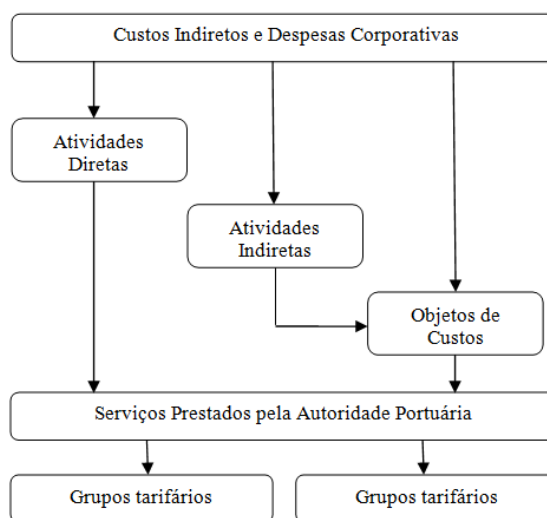 Custos Indiretos e Despesas Corporativas
Atividades
Diretas
Atividades
Indiretas
Objetos de
Custos
Serviços Prestados pela Autoridade Portuária
Grupos tarifários
Grupos tarifários